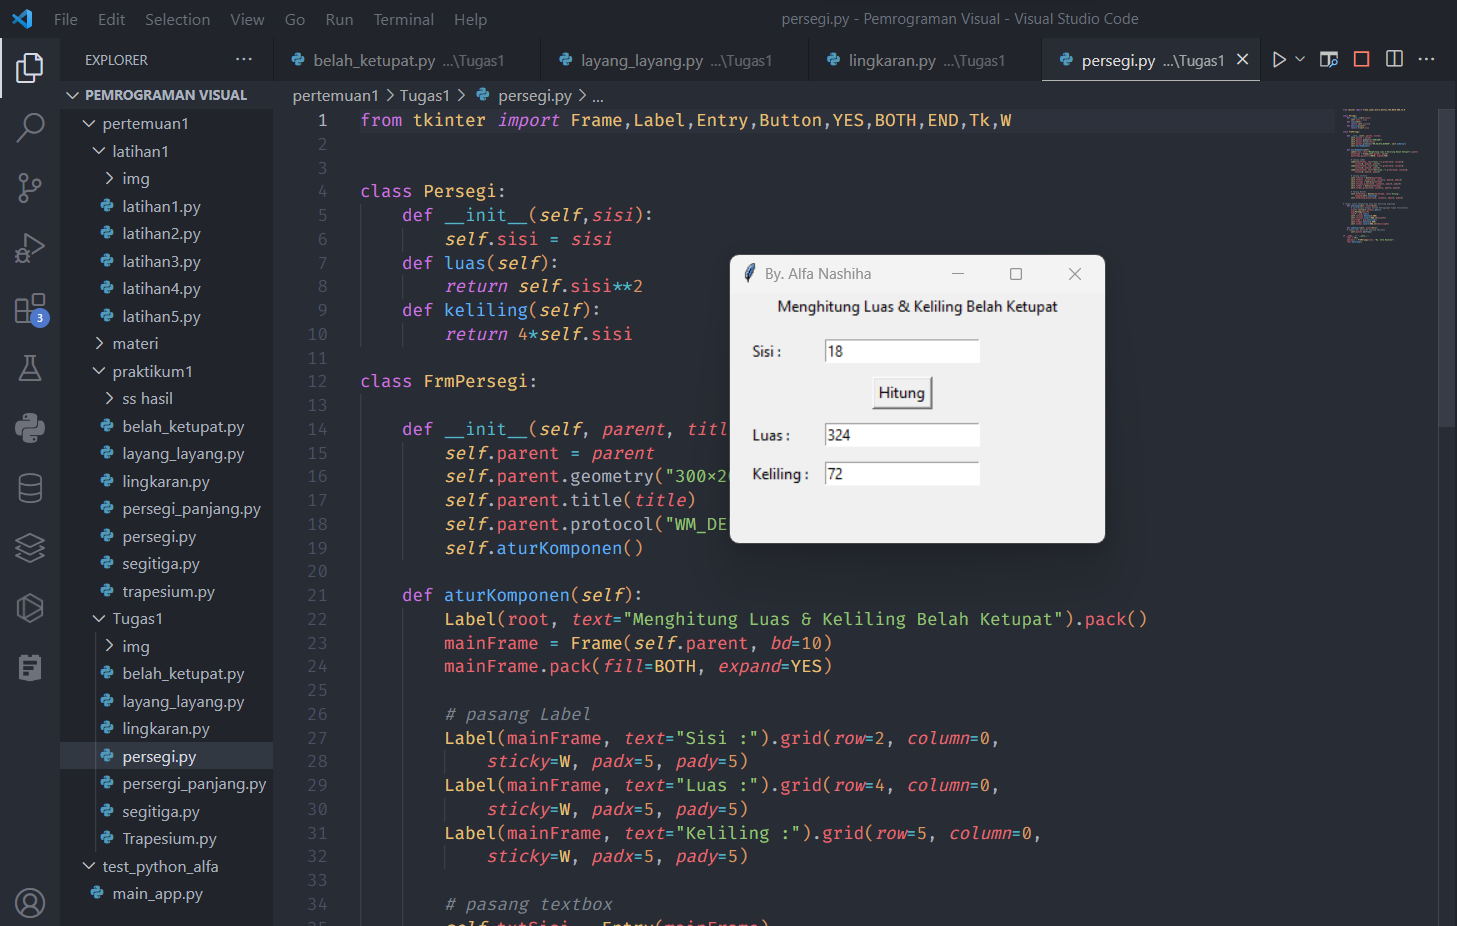 File Edit Selection View Go Run Terminal Help
persegi.py - Pemrograman Visual - Visual Studio Code
EXPLORER ...
belah_ketupat.py ...\Tugas1
layang_layang.py ...\Tugas1
lingkaran.py ...\Tugas1
persegi.py ...\Tugas1
PEMROGRAMAN VISUAL
pertemuan1
latihan1
img
latihan1.py
latihan2.py
latihan3.py
latihan4.py
latihan5.py
materi
praktikum1
ss hasil
belah_ketupat.py
layang_layang.py
lingkaran.py
persegi_panjang.py
persegi.py
segitiga.py
trapesium.py
Tugas1
img
belah_ketupat.py
layang_layang.py
lingkaran.py
persegi.py
persergi_panjang.py
segitiga.py
Trapesium.py
test_python_alfa
main_app.py
3
pertemuan1 > Tugas1 > persegi.py > ...
1 from tkinter import Frame,Label,Entry,Button,YES,BOTH,END,Tk,W
2
3
4 class Persegi:
5 def __init__(self,sisi):
6 self.sisi = sisi
7 def luas(self):
8 return self.sisi**2
9 def keliling(self):
10 return 4*self.sisi
11
12 class FrmPersegi:
13
14 def __init__(self, parent, titl
15 self.parent = parent
16 self.parent.geometry("300×2
17 self.parent.title(title)
18 self.parent.protocol("WM_DE
19 self.aturKomponen()
20
21 def aturKomponen(self):
22 Label(root, text="Menghitung Luas & Keliling Belah Ketupat").pack()
23 mainFrame = Frame(self.parent, bd=10)
24 mainFrame.pack(fill=BOTH, expand=YES)
25
26 # pasang Label
27 Label(mainFrame, text="Sisi :").grid(row=2, column=0,
28 sticky=W, padx=5, pady=5)
29 Label(mainFrame, text="Luas :").grid(row=4, column=0,
30 sticky=W, padx=5, pady=5)
31 Label(mainFrame, text="Keliling :").grid(row=5, column=0,
32 sticky=W, padx=5, pady=5)
33
34 # pasang textbox
By. Alfa Nashiha
Menghitung Luas & Keliling Belah Ketupat
Sisi : 18
Hitung
Luas : 324
Keliling : 72